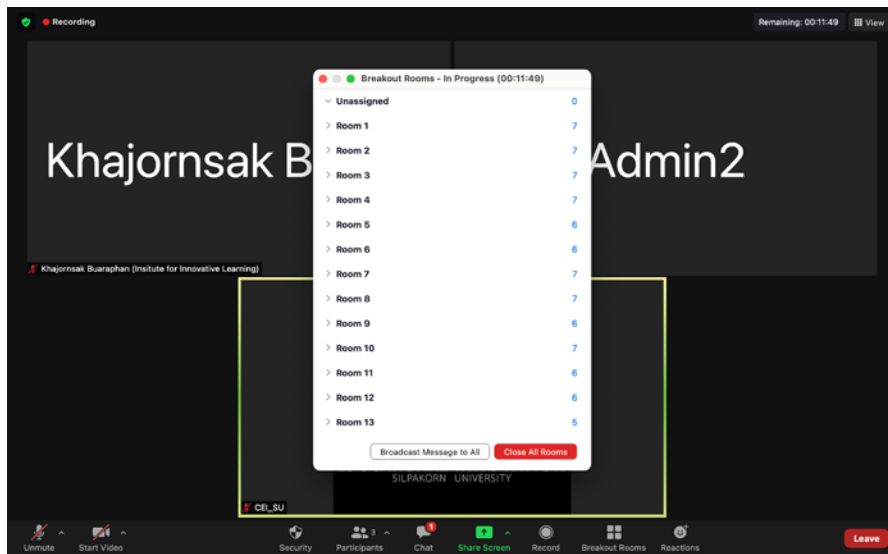 Recording
Remaining: 00:11:49
View
Breakout Rooms - In Progress (00:11:49)
Unassigned 0
Room 1 7
Room 2 7
Room 3 7
Room 4 7
Room 5 6
Room 6 6
Room 7 7
Room 8 7
Room 9 6
Room 10 7
Room 11 6
Room 12 6
Room 13 5
Broadcast Message to All
Close All Rooms
Khajornsak B
Admin2
Khajornsak Buaraphan (Insitute for Innovative Learning)
SILPAKORN UNIVERSITY
CEI_SU
Unmute
Start Video
Security
3
Participants
1
Chat
Share Screen
Record
Breakout Rooms
Reactions
Leave